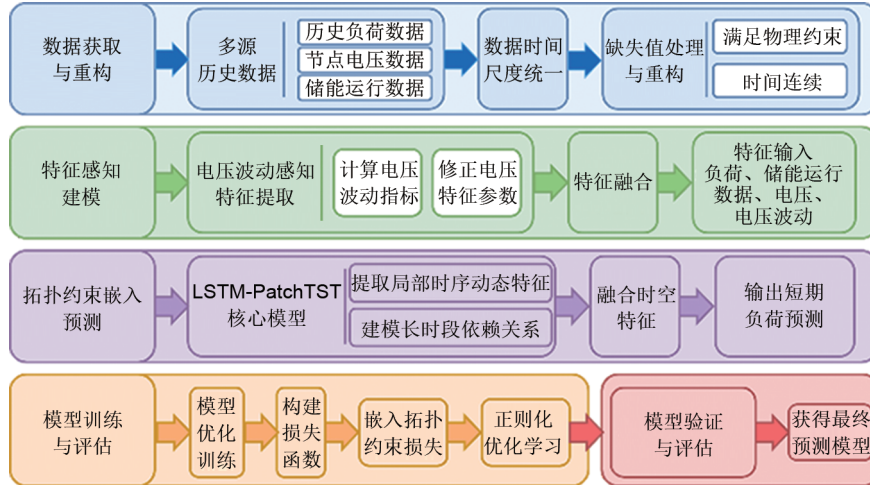 数据获取
与重构
多源
历史数据
历史负荷数据
节点电压数据
储能运行数据
数据时间
尺度统一
缺失值处理
与重构
满足物理约束
时间连续
特征感知
建模
电压波动感知
特征提取
计算电压
波动指标
修正电压
特征参数
特征融合
特征输入
负荷、储能运行
数据、电压、
电压波动
拓扑约束嵌入
预测
LSTM-PatchTST
核心模型
提取局部时序动态特征
建模长时段依赖关系
融合时空
特征
输出短期
负荷预测
模型训练
与评估
模型
优化
训练
构建
损失
函数
嵌入拓扑
约束损失
正则化
优化学习
模型验证
与评估
获得最终
预测模型